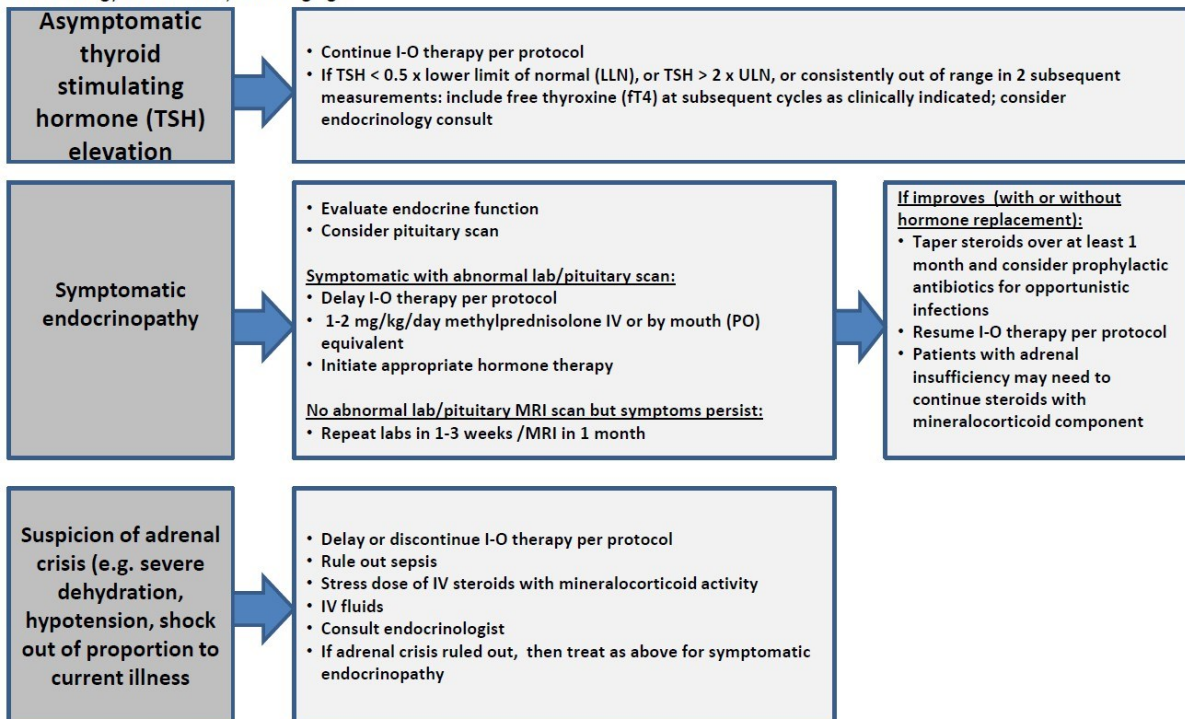 Asymptomatic
thyroid
stimulating
hormone (TSH)
elevation
• Continue I-O therapy per protocol
• If TSH < 0.5 x lower limit of normal (LLN), or TSH > 2 x ULN, or consistently out of range in 2 subsequent
measurements: include free thyroxine (fT4) at subsequent cycles as clinically indicated; consider
endocrinology consult
Symptomatic
endocrinopathy
• Evaluate endocrine function
• Consider pituitary scan
Symptomatic with abnormal lab/pituitary scan:
• Delay I-O therapy per protocol
• 1-2 mg/kg/day methylprednisolone IV or by mouth (PO)
equivalent
• Initiate appropriate hormone therapy
No abnormal lab/pituitary MRI scan but symptoms persist:
• Repeat labs in 1-3 weeks /MRI in 1 month
If improves (with or without
hormone replacement):
• Taper steroids over at least 1
month and consider prophylactic
antibiotics for opportunistic
infections
• Resume I-O therapy per protocol
• Patients with adrenal
insufficiency may need to
continue steroids with
mineralocorticoid component
Suspicion of adrenal
crisis (e.g. severe
dehydration,
hypotension, shock
out of proportion to
current illness
• Delay or discontinue I-O therapy per protocol
• Rule out sepsis
• Stress dose of IV steroids with mineralocorticoid activity
• IV fluids
• Consult endocrinologist
• If adrenal crisis ruled out, then treat as above for symptomatic
endocrinopathy